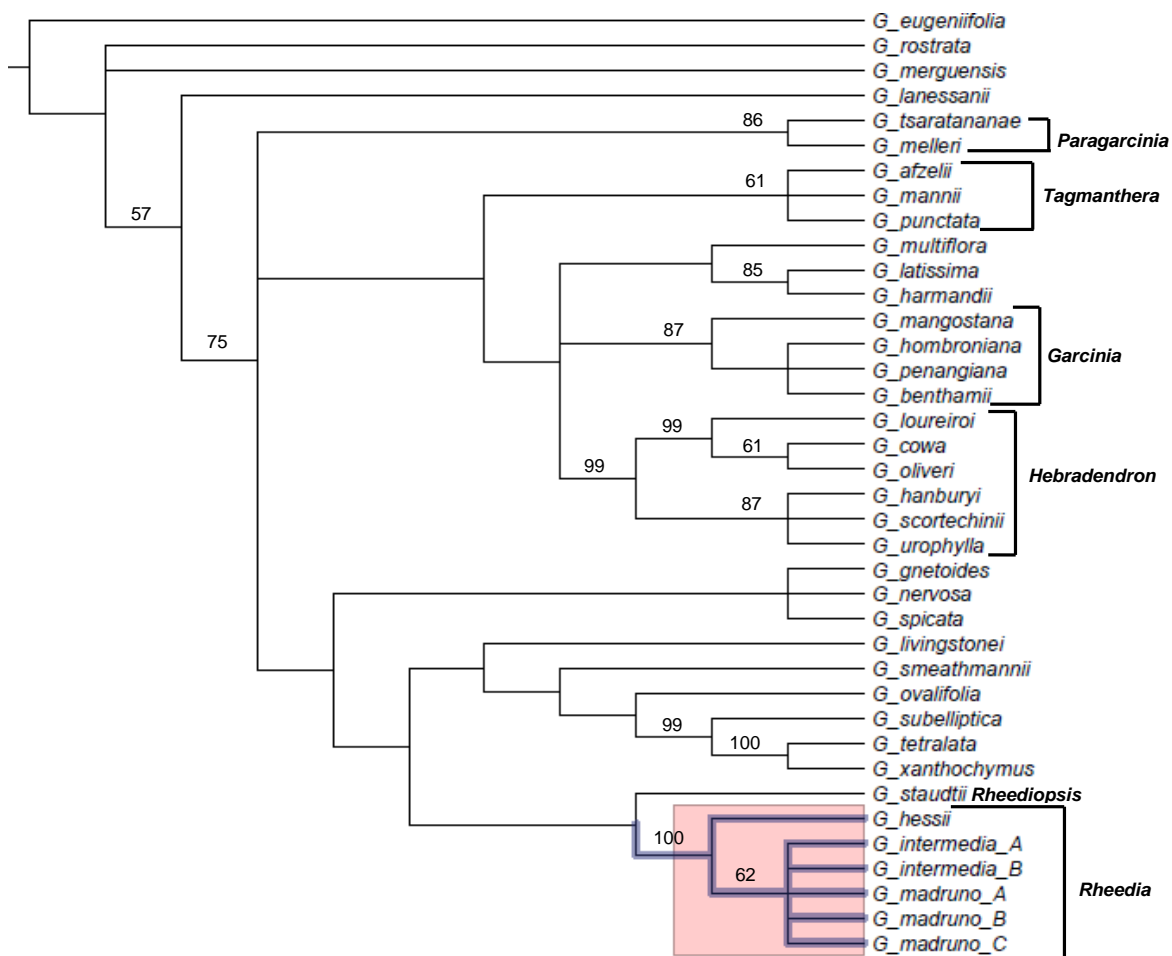 G_eugeniifolia
G_rostrata
G_merguensis
G_lanessanii
86
G_tsaratananae
Paragarcinia
G_melleri
G_afzelii
61
G_mannii
Tagmanthera
57
G_punctata
G_multiflora
85
G_latissima
G_harmandii
G_mangostana
87
75
G_hombroniana
Garcinia
G_penangiana
G_benthamii
G_loureiroi
99
G_cowa
61
99
G_oliveri
Hebradendron
G_hanburyi
87
G_scortechinii
G_urophylla
G_gnetoides
G_nervosa
G_spicata
G_livingstonei
G_smeathmannii
G_ovalifolia
99
G_subelliptica
100
G_tetralata
G_xanthochymus
G_staudtii Rheediopsis
G_hessii
100
G_intermedia_A
G_intermedia_B
62
G_madruno_A
Rheedia
G_madruno_B
G_madruno_C